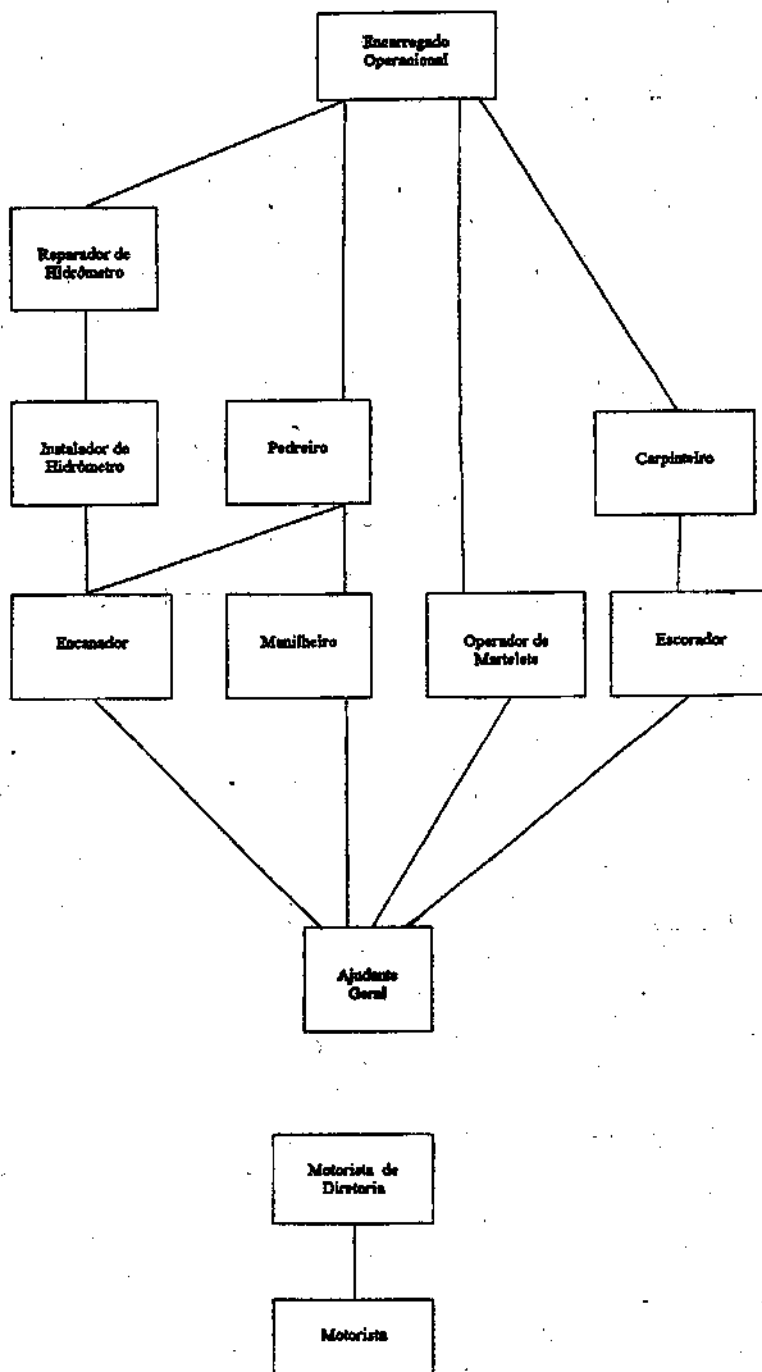 Encarregado
Operacional
Reparador de
Hidrômetro
Instalador de
Hidrômetro
Pedreiro
Carpinteiro
Encanador
Manilheiro
Operador de
Martelete
Escorador
Ajudante
Geral
Motorista de
Diretoria
Motorista